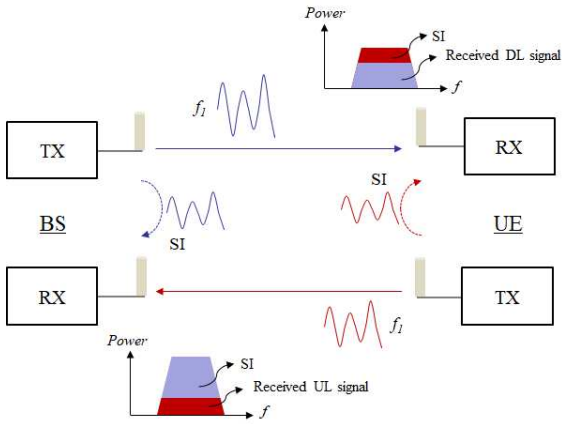 Power
SI
Received DL signal
f
f1
TX
RX
SI
BS
UE
SI
RX
TX
f1
Power
SI
Received UL signal
f